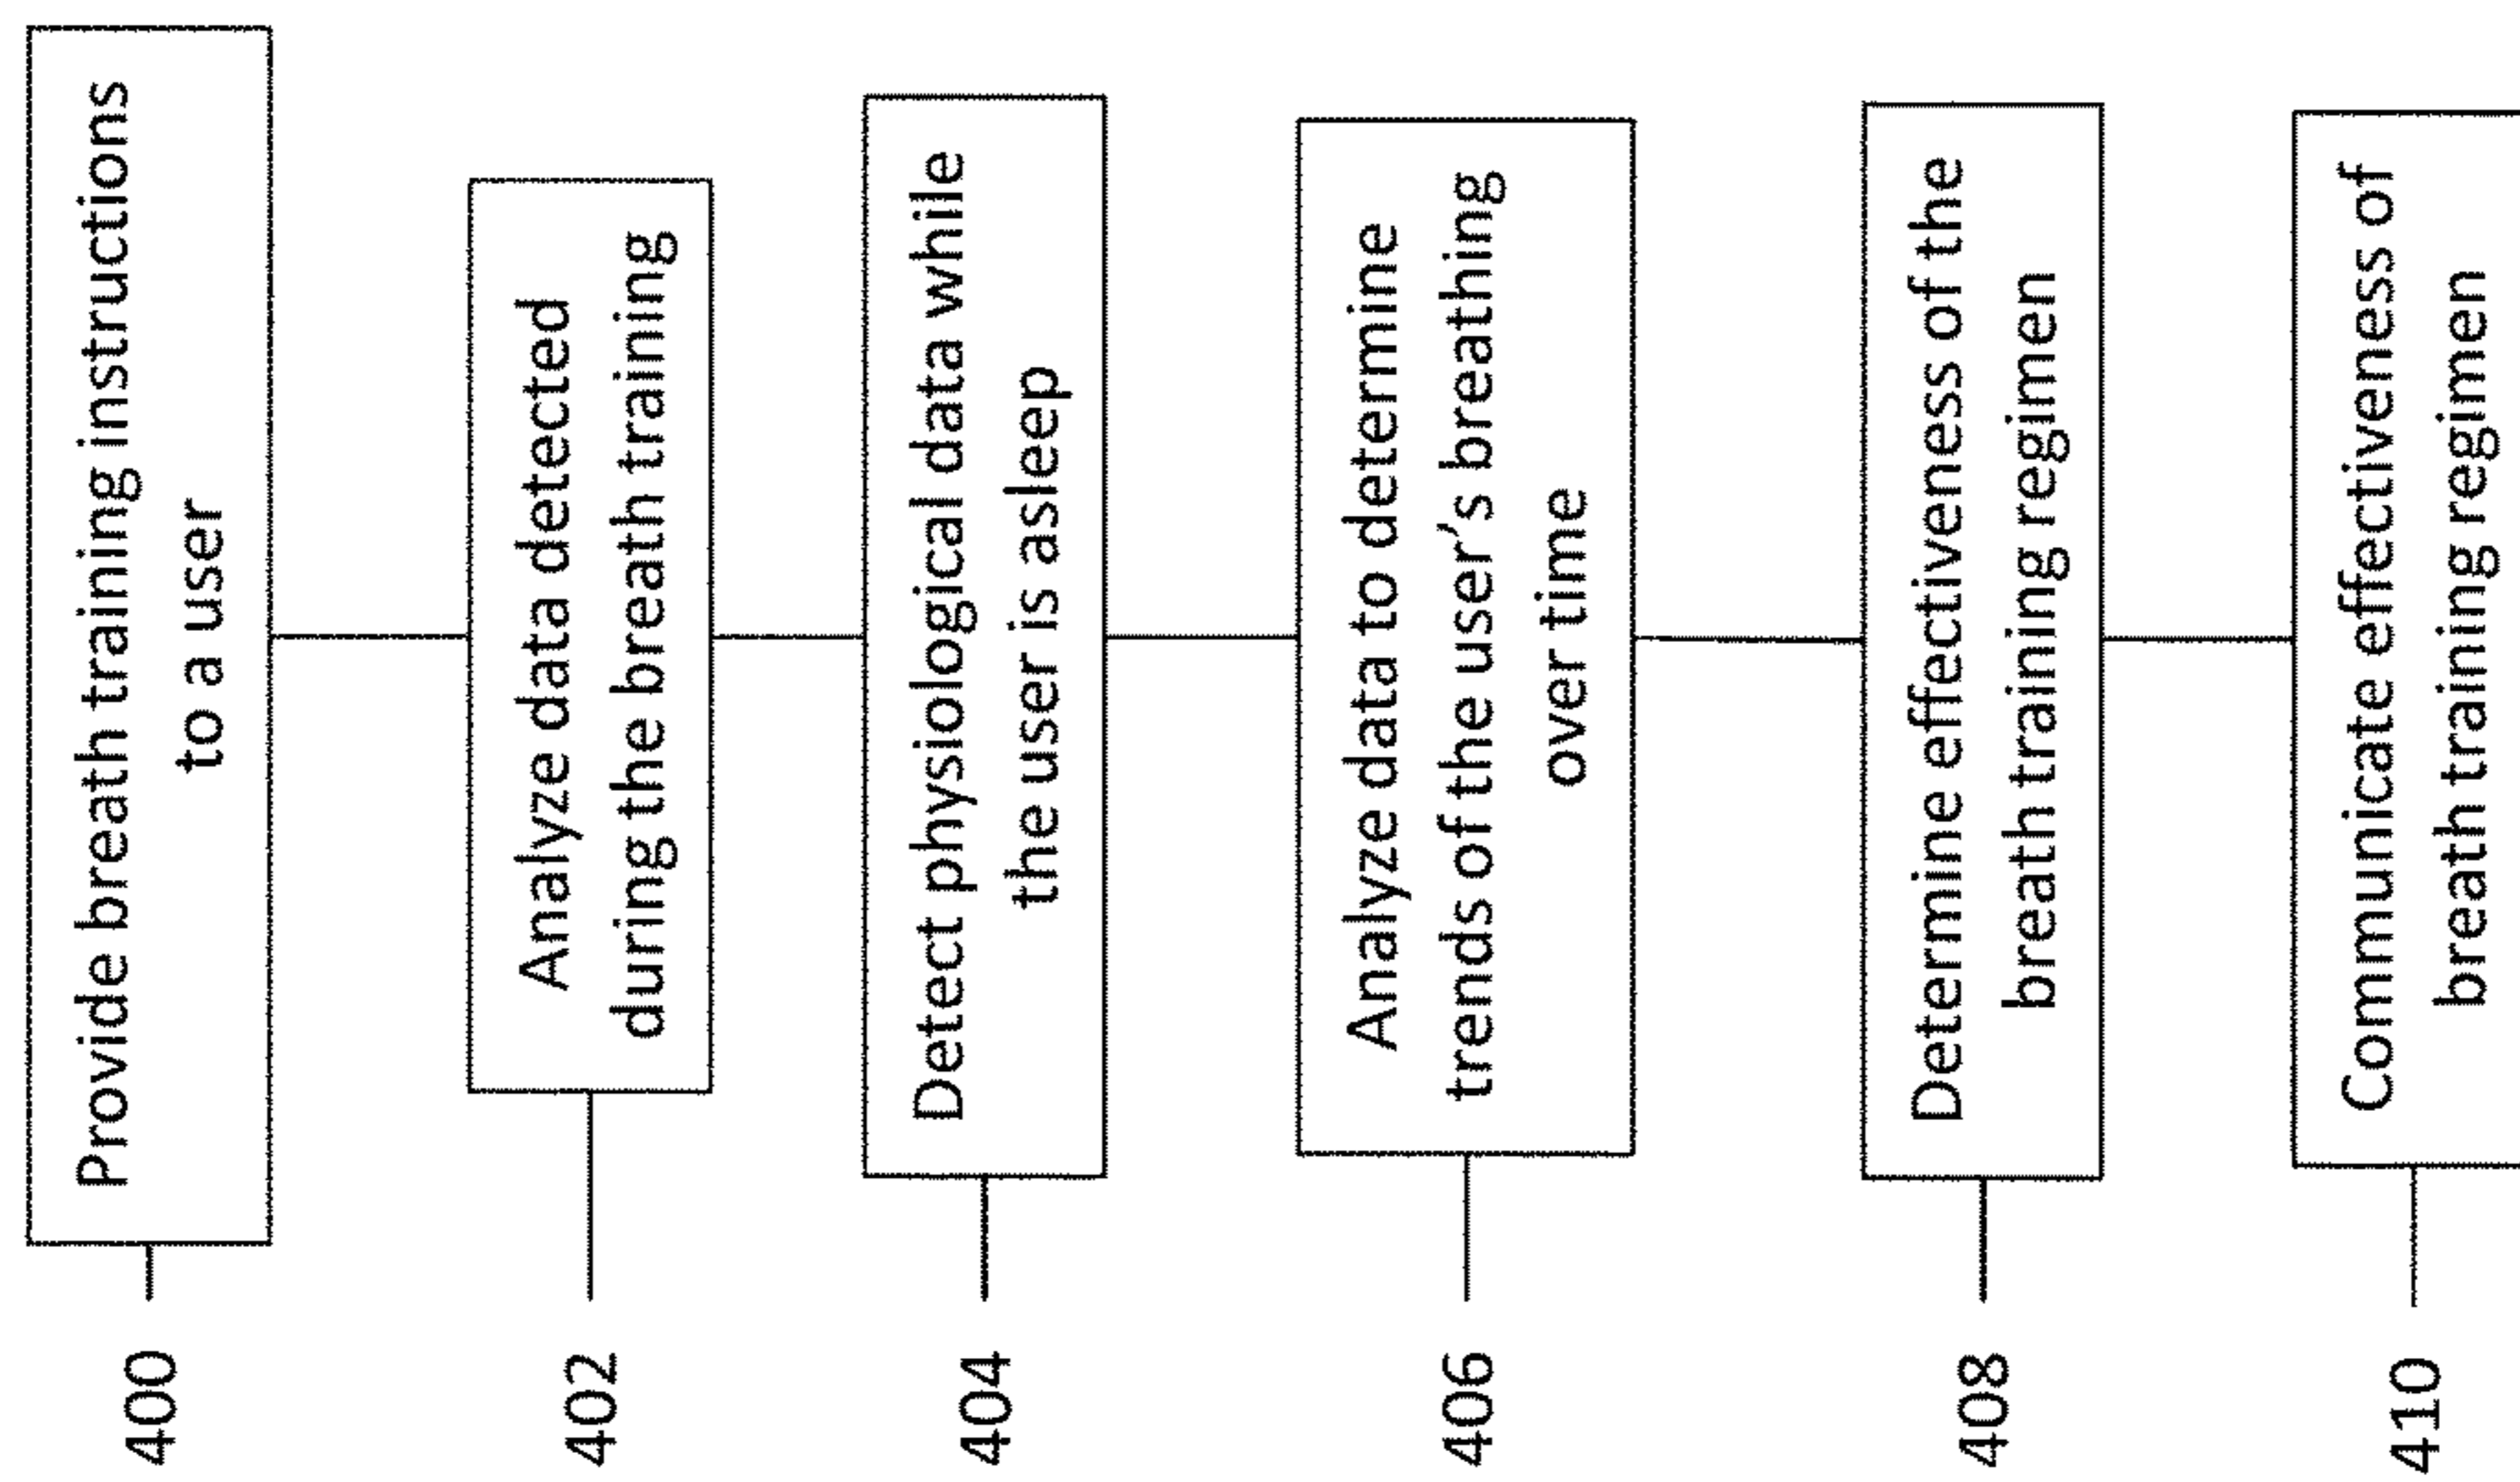 400
Provide breath training instructions
to a user
402
Analyze data detected
during the breath training
404
Detect physiological data while
the user is asleep
406
Analyze data to determine
trends of the user’s breathing
over time
408
Determine effectiveness of the
breath training regimen
410
Communicate effectiveness of
breath training regimen